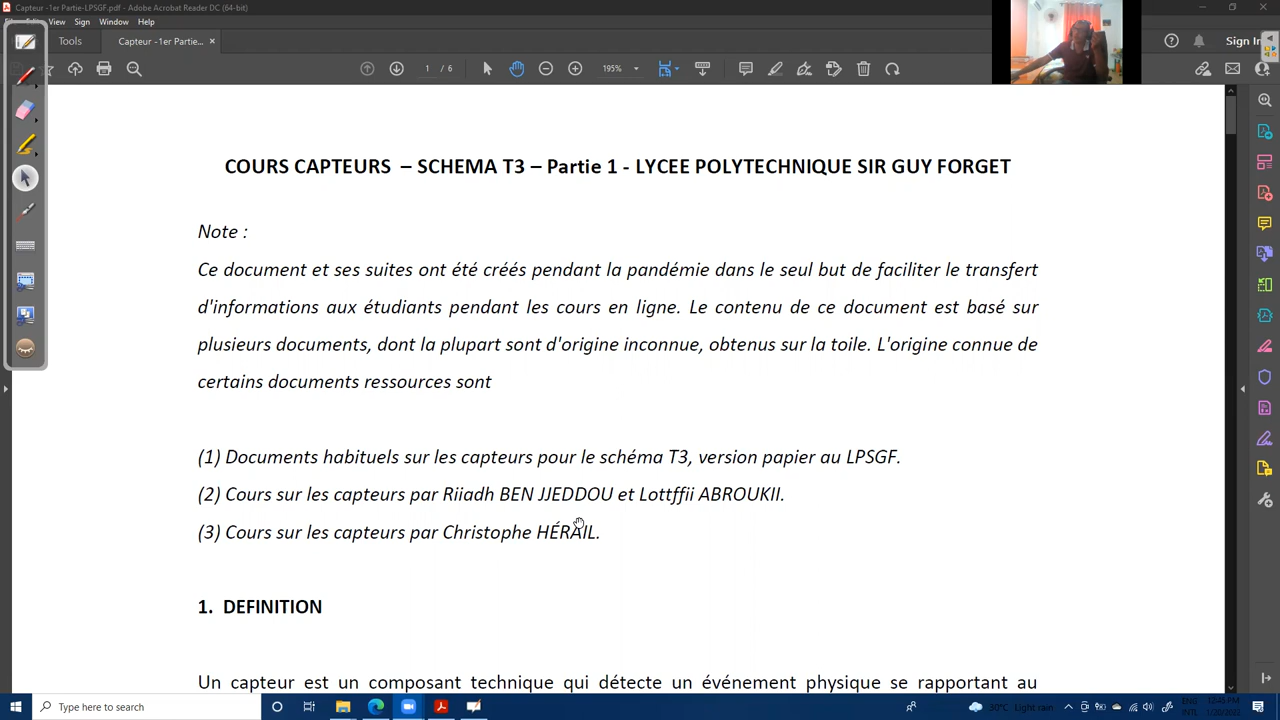 Capteur -1er Partie-LPSGF.pdf - Adobe Acrobat Reader DC (64-bit)
View Sign Window Help
Tools Capteur -1er Partie... × Sign In
1 / 6 195%
COURS CAPTEURS – SCHEMA T3 – Partie 1 - LYCEE POLYTECHNIQUE SIR GUY FORGET
Note :
Ce document et ses suites ont été créés pendant la pandémie dans le seul but de faciliter le transfert
d'informations aux étudiants pendant les cours en ligne. Le contenu de ce document est basé sur
plusieurs documents, dont la plupart sont d'origine inconnue, obtenus sur la toile. L'origine connue de
certains documents ressources sont
(1) Documents habituels sur les capteurs pour le schéma T3, version papier au LPSGF.
(2) Cours sur les capteurs par Riiadh BEN JJEDDOU et Lottffii ABROUKII.
(3) Cours sur les capteurs par Christophe HÉRAIL.
1. DEFINITION
Un capteur est un composant technique qui détecte un événement physique se rapportant au
Type here to search
30°C Light rain
ENG
INTL